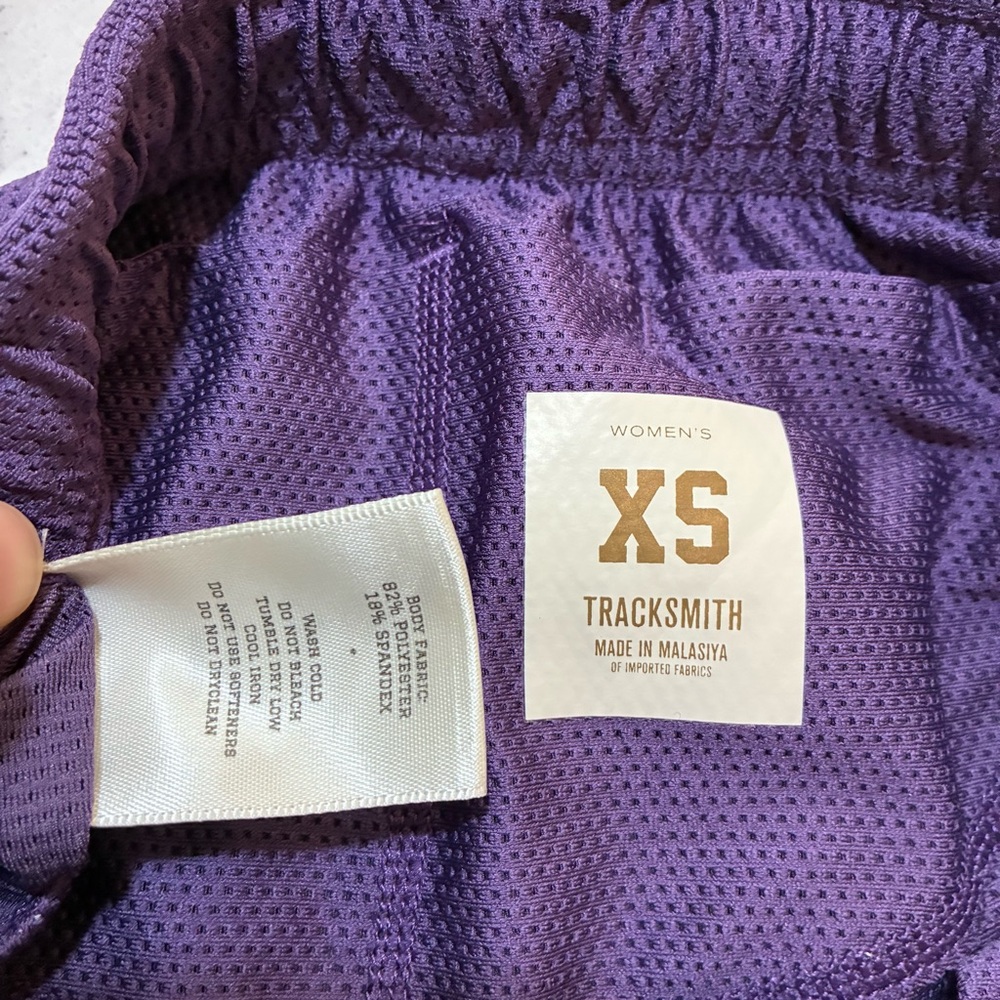 WOMEN'S
XS
TRACKSMITH
MADE IN MALASIYA
OF IMPORTED FABRICS
BODY FABRIC:
82% POLYESTER
18% SPANDEX
WASH COLD
DO NOT BLEACH
TUMBLE DRY LOW
COOL IRON
DO NOT USE SOFTENERS
DO NOT DRYCLEAN